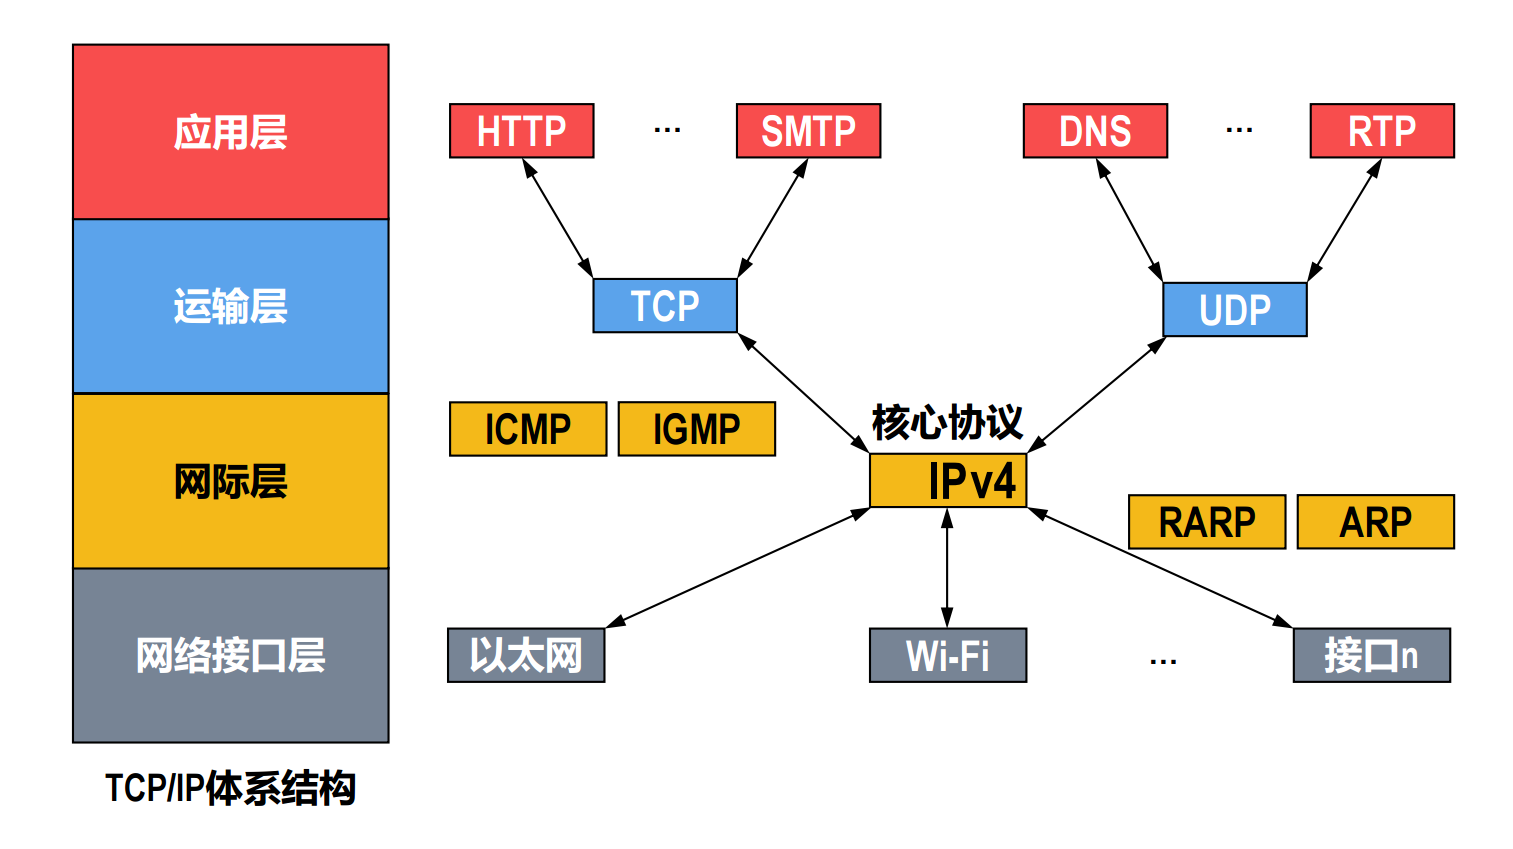 应用层
HTTP
...
SMTP
DNS
...
RTP
运输层
TCP
UDP
网际层
ICMP
IGMP
核心协议
IPv4
RARP
ARP
网络接口层
以太网
Wi-Fi
...
接口n
TCP/IP体系结构